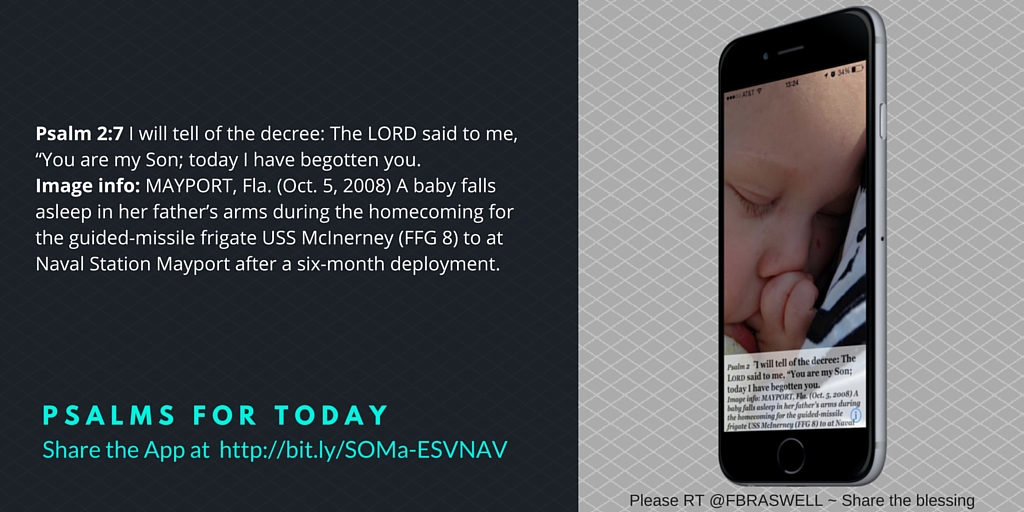 Psalm 2:7 I will tell of the decree: The LORD said to me,
“You are my Son; today I have begotten you.
Image info: MAYPORT, Fla. (Oct. 5, 2008) A baby falls
asleep in her father’s arms during the homecoming for
the guided-missile frigate USS McInerney (FFG 8) to at
Naval Station Mayport after a six-month deployment.
PSALMS FOR TODAY
Share the App at http://bit.ly/SOMa-ESVNAV
AT&T 13:24 34%
Psalm 2 7I will tell of the decree: The
LORD said to me, “You are my Son;
today I have begotten you.
Image info: MAYPORT, Fla. (Oct. 5, 2008) A
baby falls asleep in her father’s arms during
the homecoming for the guided-missile
frigate USS McInerney (FFG 8) to at Naval
Please RT @FBRASWELL ~ Share the blessing